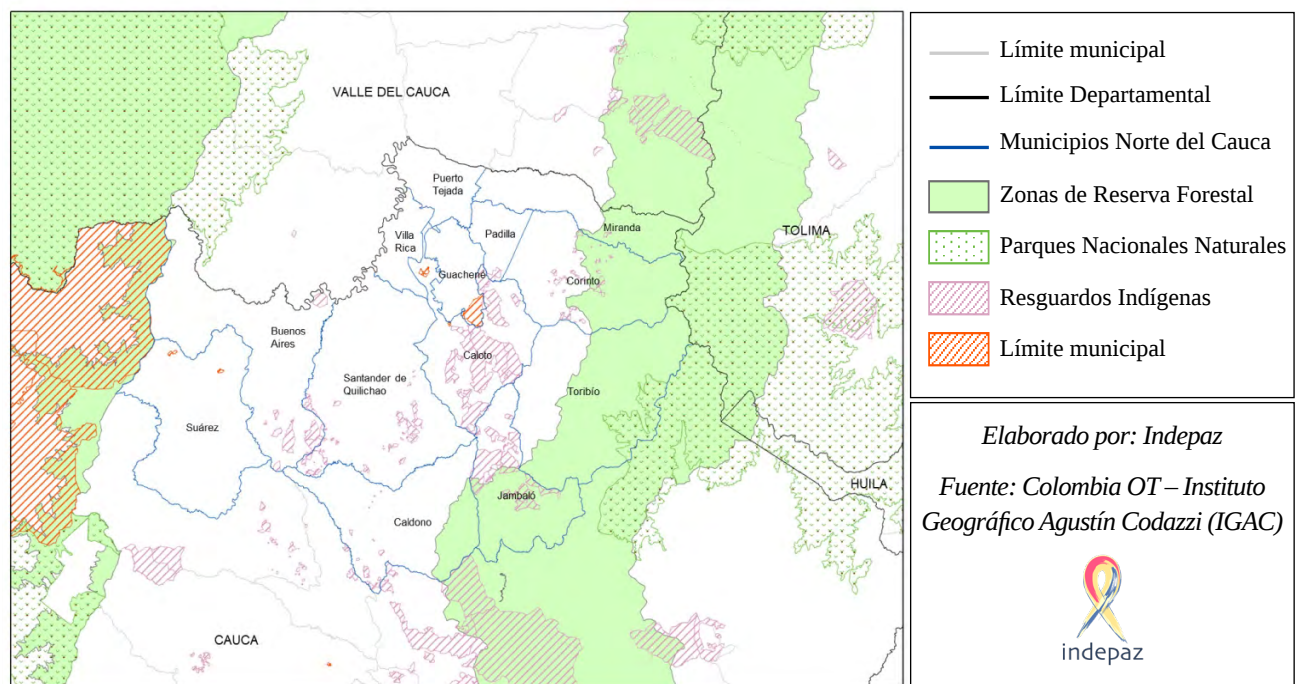 VALLE DEL CAUCA
Puerto
Tejada
Villa
Rica
Padilla
Miranda
TOLIMA
Guachené
Corinto
Buenos
Aires
Caloto
Santander de
Quilichao
Toribío
Suárez
Jambaló
HUILA
Caldono
CAUCA
Límite municipal
Límite Departamental
Municipios Norte del Cauca
Zonas de Reserva Forestal
Parques Nacionales Naturales
Resguardos Indígenas
Límite municipal
Elaborado por: Indepaz
Fuente: Colombia OT – Instituto
Geográfico Agustín Codazzi (IGAC)
indepaz